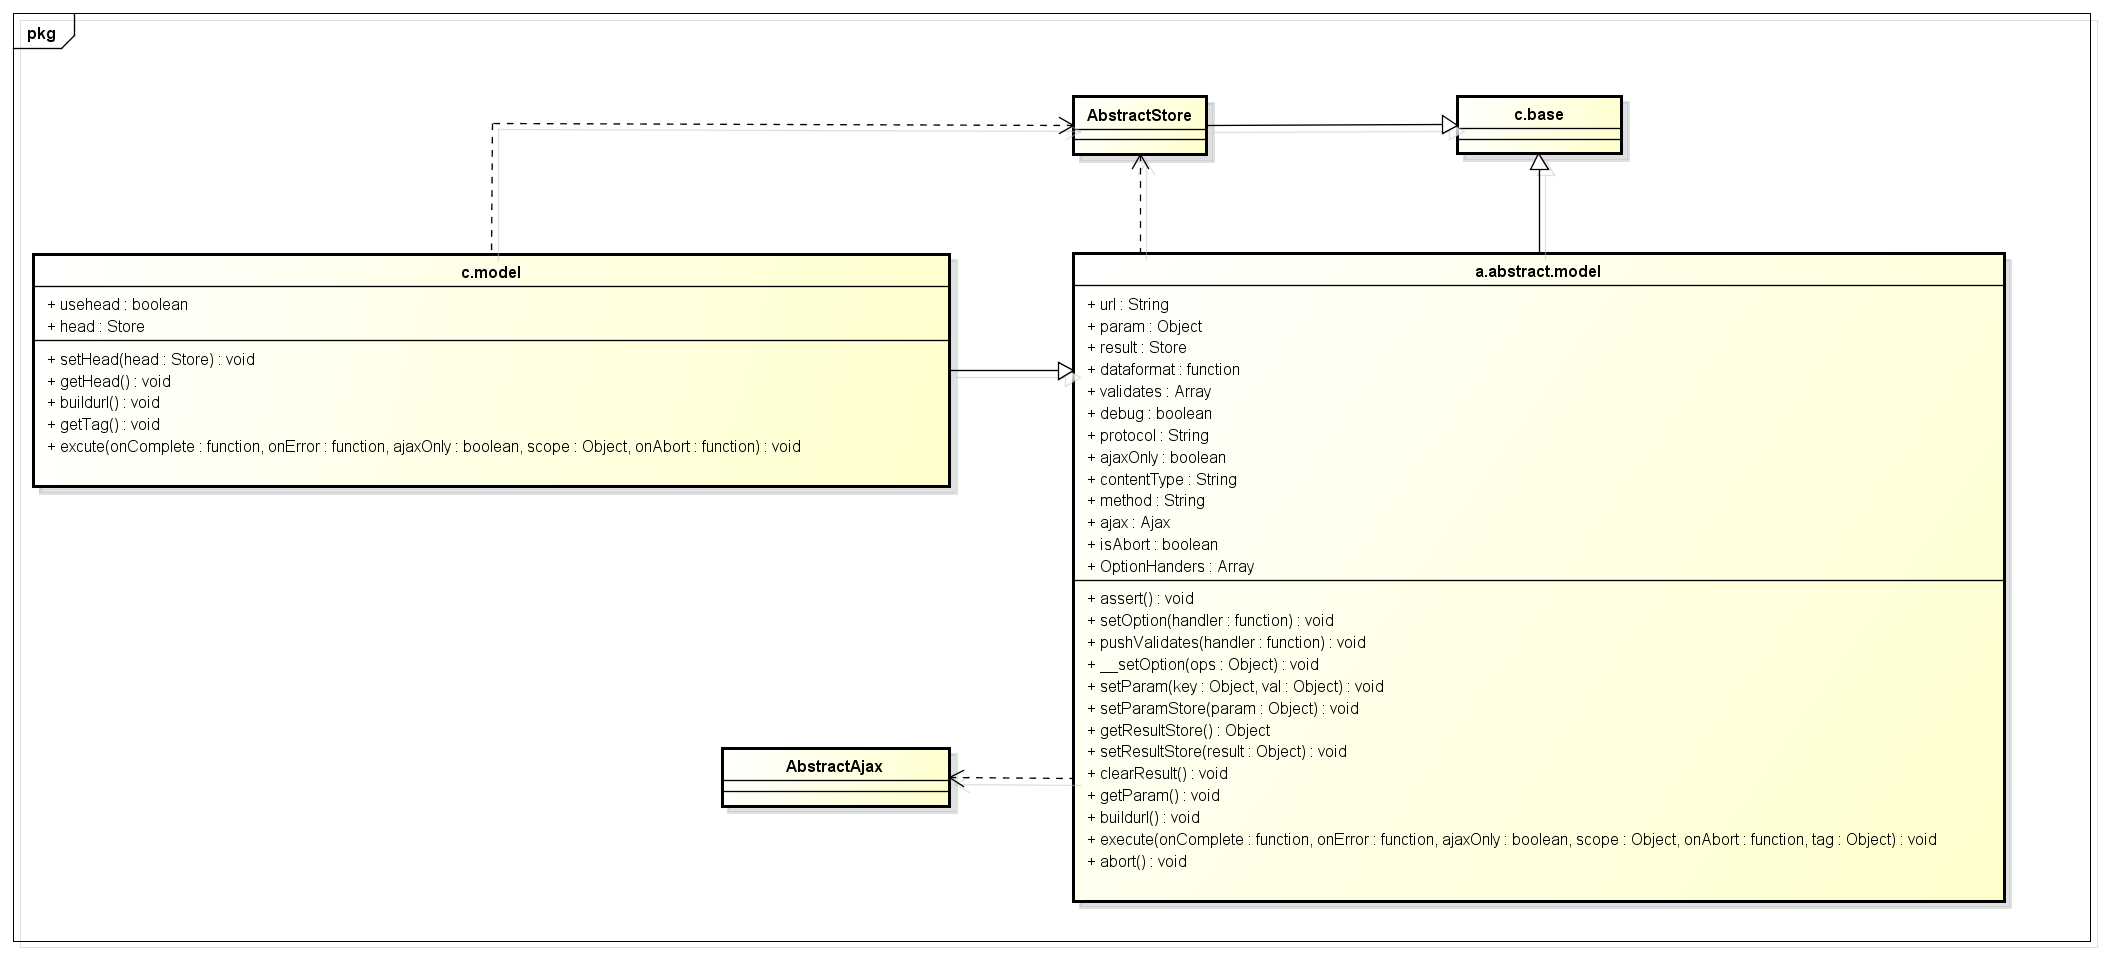 pkg
AbstractStore
c.base
c.model
+ usehead : boolean
+ head : Store
+ setHead(head : Store) : void
+ getHead() : void
+ buildurl() : void
+ getTag() : void
+ excute(onComplete : function, onError : function, ajaxOnly : boolean, scope : Object, onAbort : function) : void
a.abstract.model
+ url : String
+ param : Object
+ result : Store
+ dataformat : function
+ validates : Array
+ debug : boolean
+ protocol : String
+ ajaxOnly : boolean
+ contentType : String
+ method : String
+ ajax : Ajax
+ isAbort : boolean
+ OptionHanders : Array
+ assert() : void
+ setOption(handler : function) : void
+ pushValidates(handler : function) : void
+ __setOption(ops : Object) : void
+ setParam(key : Object, val : Object) : void
+ setParamStore(param : Object) : void
+ getResultStore() : Object
+ setResultStore(result : Object) : void
+ clearResult() : void
+ getParam() : void
+ buildurl() : void
+ execute(onComplete : function, onError : function, ajaxOnly : boolean, scope : Object, onAbort : function, tag : Object) : void
+ abort() : void
AbstractAjax